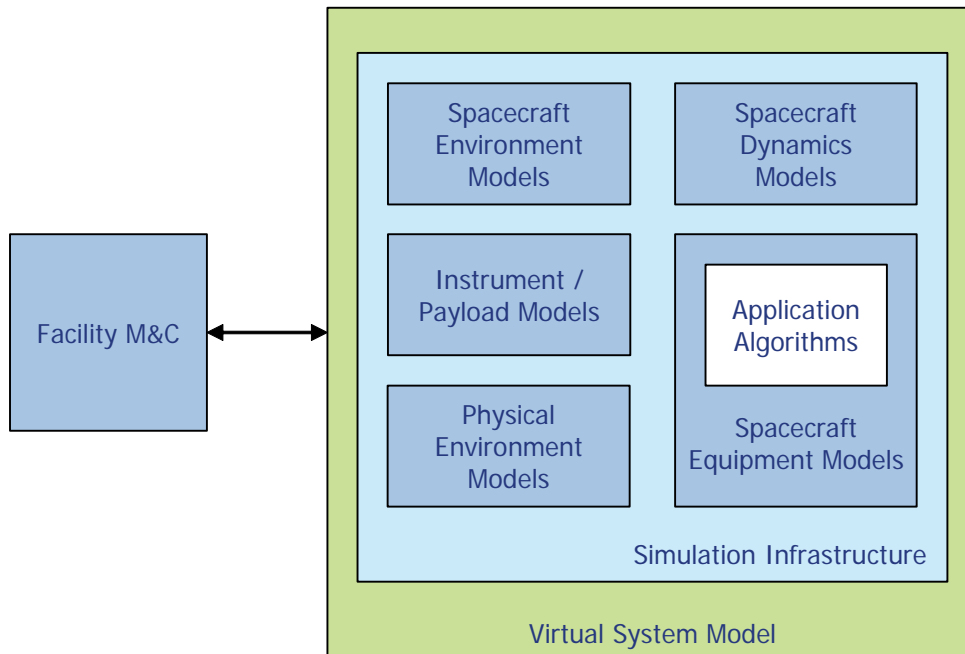 Spacecraft
Environment
Models
Spacecraft
Dynamics
Models
Facility M&C
Instrument /
Payload Models
Application
Algorithms
Physical
Environment
Models
Spacecraft
Equipment Models
Simulation Infrastructure
Virtual System Model